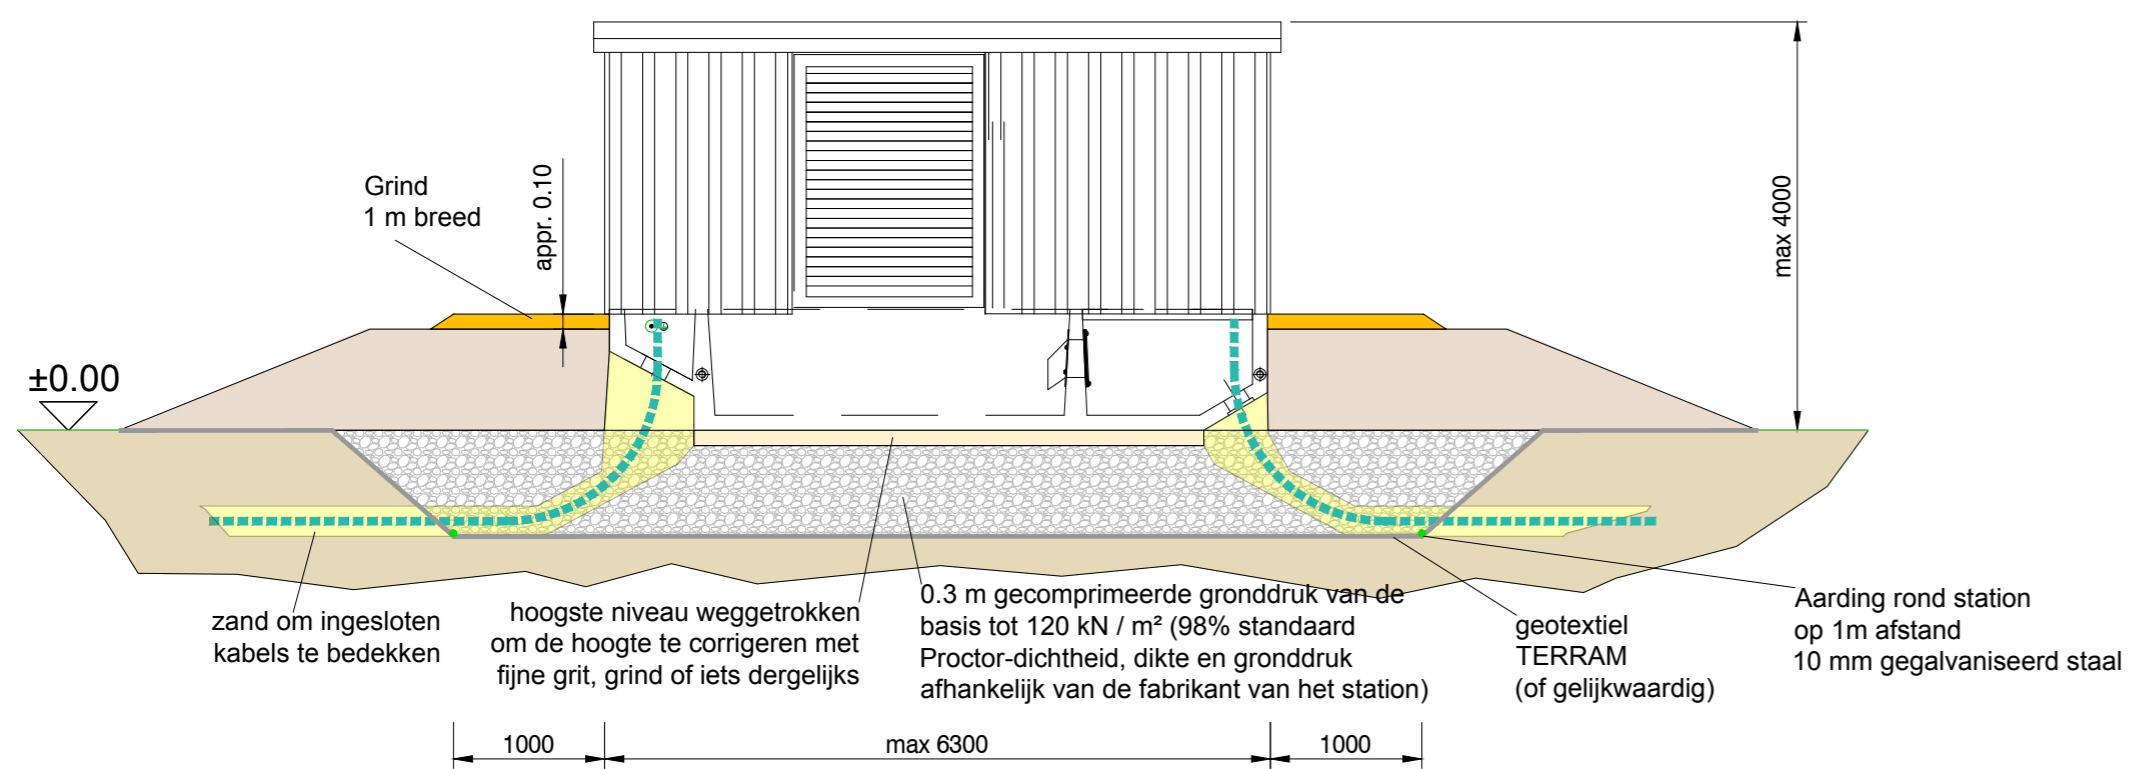 Grind
1 m breed
appr. 0.10
max 4000
±0.00
zand om ingesloten
kabels te bedekken
hoogste niveau weggetrokken
om de hoogte te corrigeren met
fijne grit, grind of iets dergelijks
0.3 m gecomprimeerde gronddruk van de
basis tot 120 kN / m² (98% standaard
Proctor-dichtheid, dikte en gronddruk
afhankelijk van de fabrikant van het station)
geotextiel
TERRAM
(of gelijkwaardig)
Aarding rond station
op 1m afstand
10 mm gegalvaniseerd staal
1000
max 6300
1000